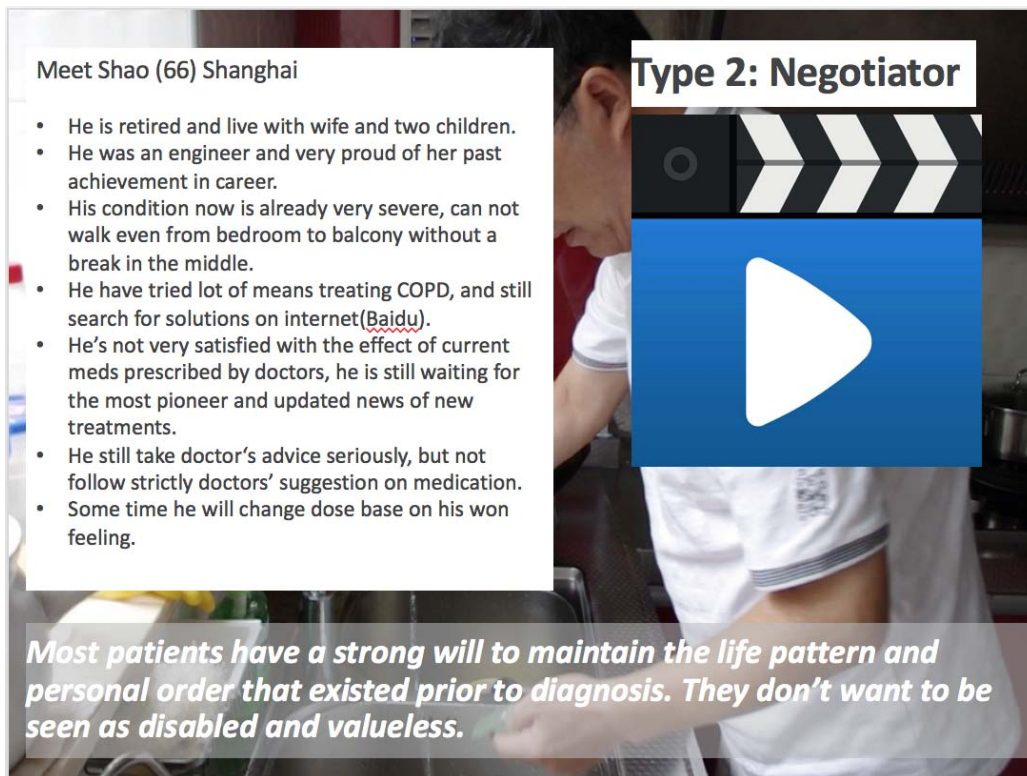 Meet Shao (66) Shanghai
• He is retired and live with wife and two children.
• He was an engineer and very proud of her past
achievement in career.
• His condition now is already very severe, can not
walk even from bedroom to balcony without a
break in the middle.
• He have tried lot of means treating COPD, and still
search for solutions on internet(Baidu).
• He’s not very satisfied with the effect of current
meds prescribed by doctors, he is still waiting for
the most pioneer and updated news of new
treatments.
• He still take doctor‘s advice seriously, but not
follow strictly doctors’ suggestion on medication.
• Some time he will change dose base on his won
feeling.
Type 2: Negotiator
Most patients have a strong will to maintain the life pattern and
personal order that existed prior to diagnosis. They don’t want to be
seen as disabled and valueless.